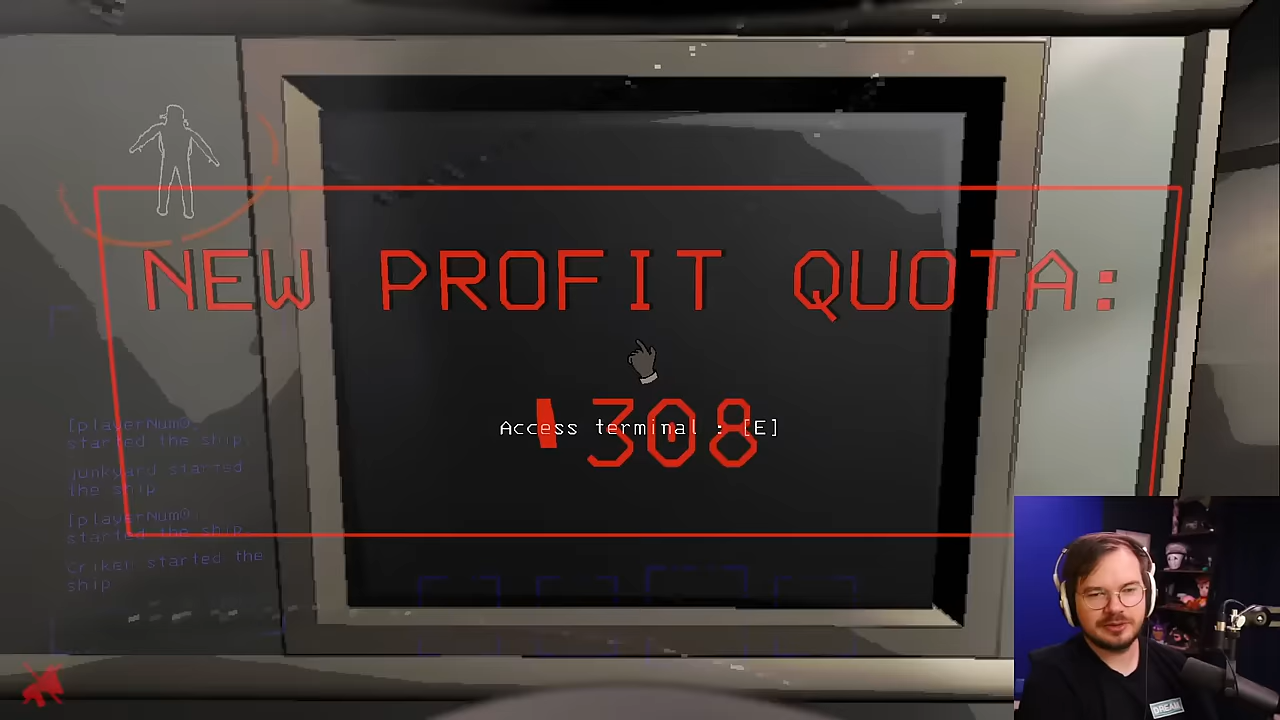 NEW PROFIT QUOTA:
308
Access terminal : [E]
[playerNum0]
started the ship.
junkyard started
the ship
[playerNum0]
started the ship.
Criken started the
ship
DREAM